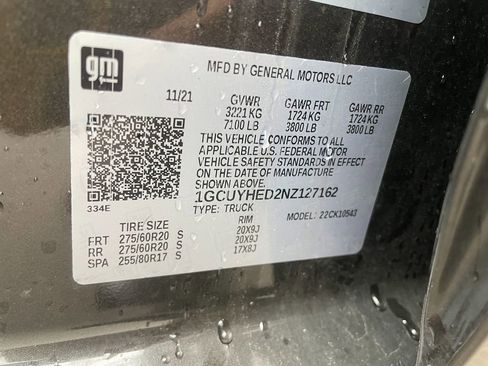 gm
MFD BY GENERAL MOTORS LLC
11/21 GVWR GAWR FRT GAWR RR
3221 KG 1724 KG 1724 KG
7100 LB 3800 LB 3800 LB
THIS VEHICLE CONFORMS TO ALL
APPLICABLE U.S. FEDERAL MOTOR
VEHICLE SAFETY STANDARDS IN EFFECT
ON THE DATE OF MANUFACTURE
SHOWN ABOVE.
1GCUYHED2NZ127162
334E TYPE: TRUCK MODEL: 22CK10543
TIRE SIZE RIM
FRT 275/60R20 S 20X9J
RR 275/60R20 S 20X9J
SPA 255/80R17 S 17X8J